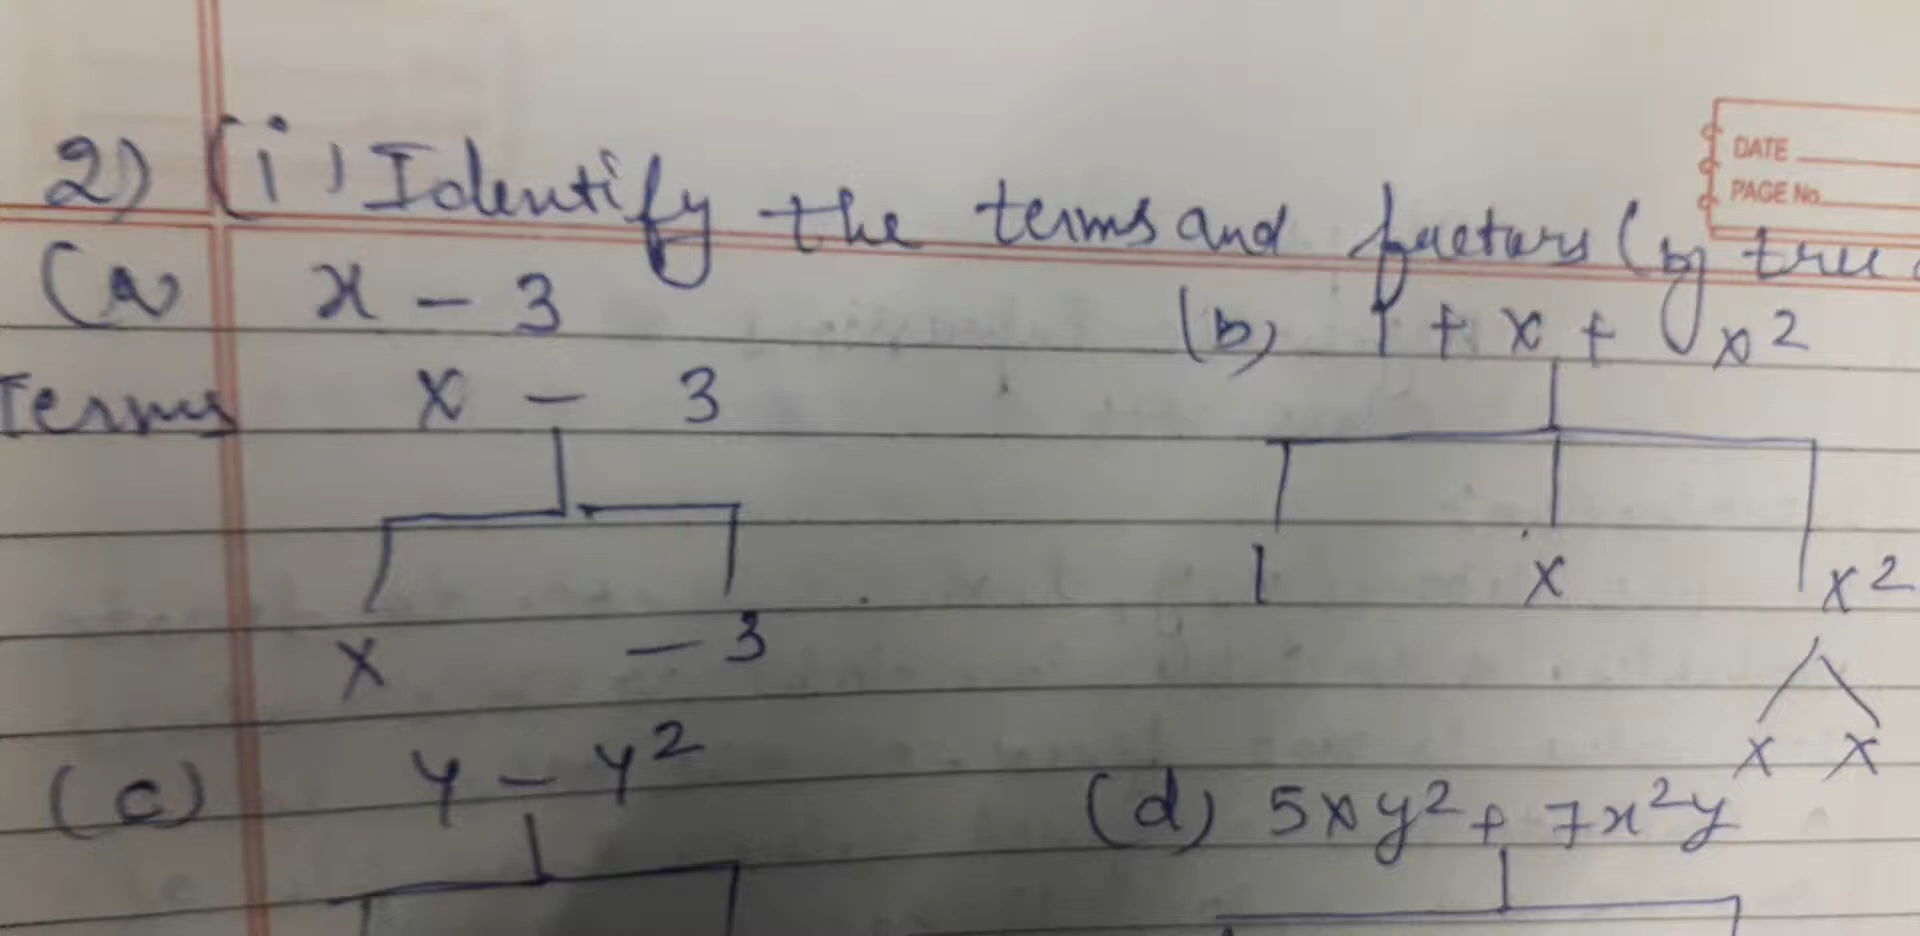 DATE
PAGE No.
2) (i) Identify the terms and factors (by tree
(a) x - 3
(b) 1 + x + x²
Terms x - 3
1 x x²
x - 3
x x
(c) y - y²
(d) 5xy² + 7x²y